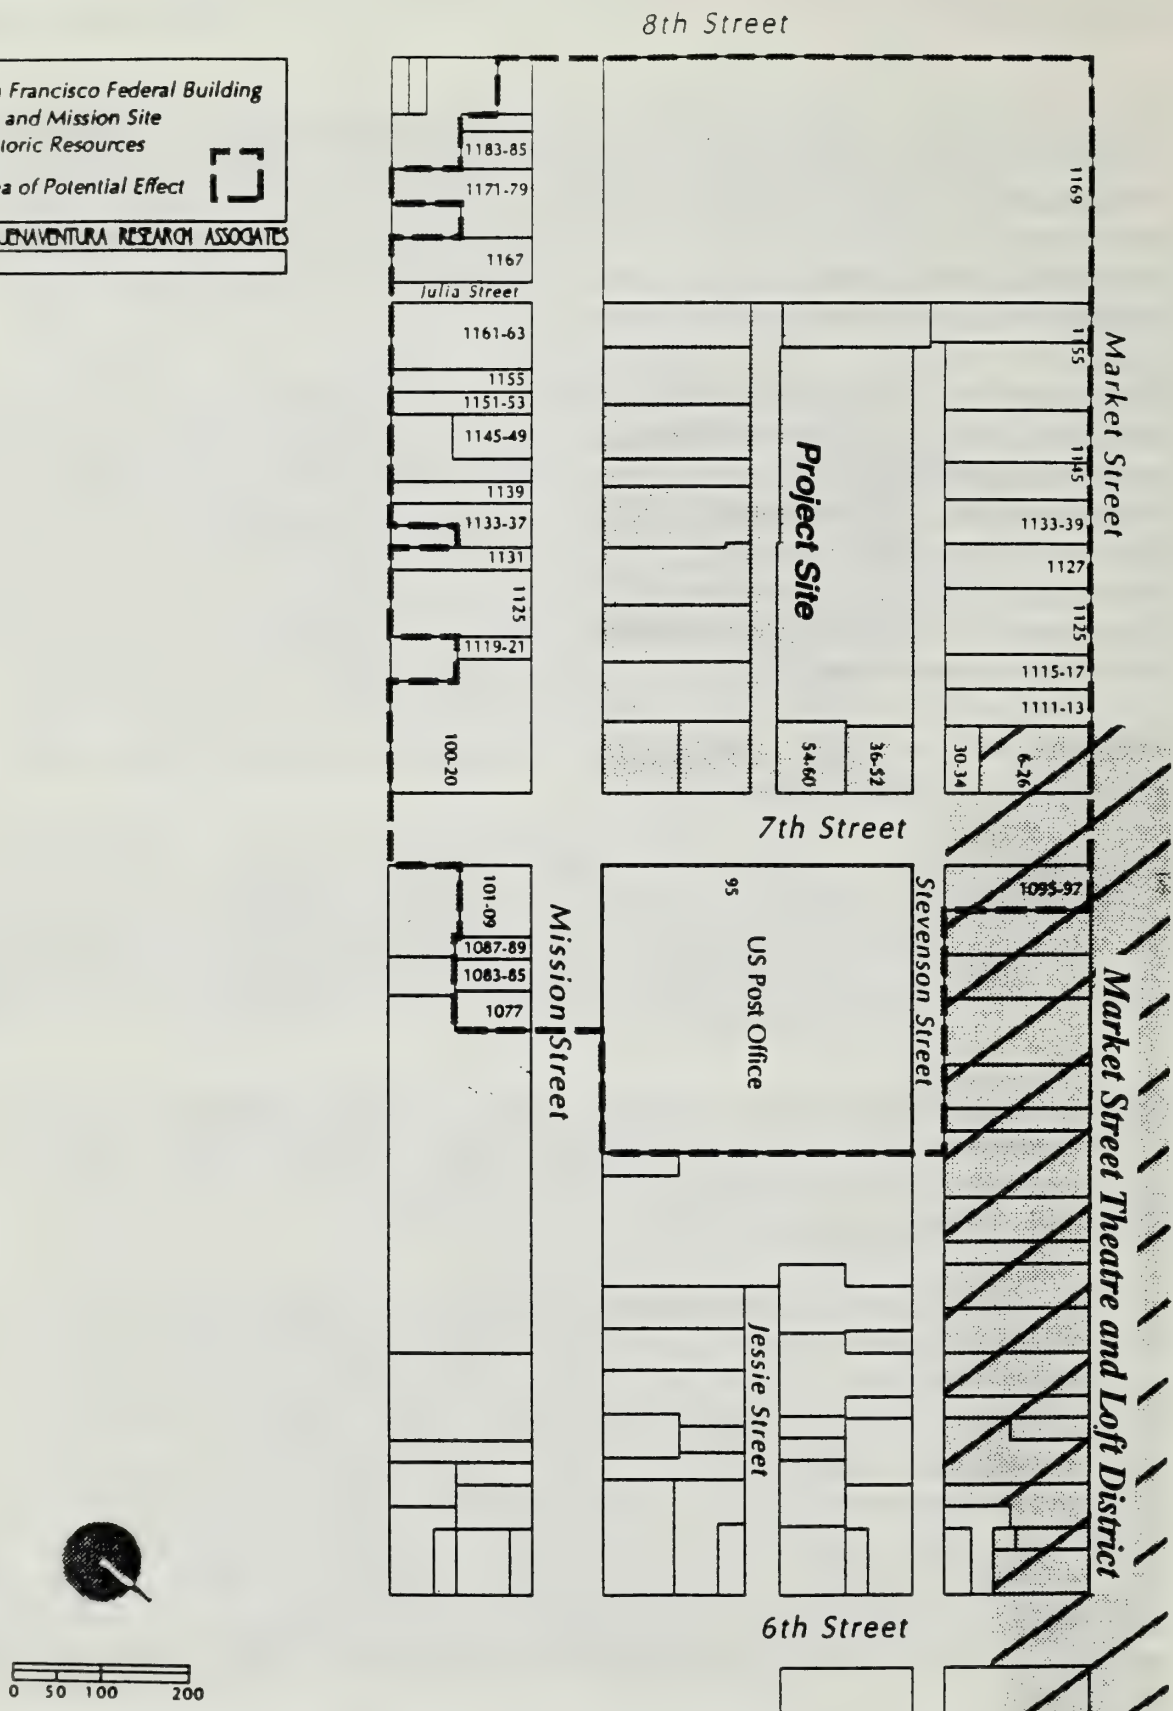 8th Street
Francisco Federal Building
and Mission Site
toric Resources
a of Potential Effect
UENAVENTURA RESEARCH ASSOCIATES
1183-85
1171-79
1167
Julia Street
1161-63
1155
1151-53
1145-49
1139
1133-37
1131
1125
1119-21
100-20
Project Site
1169
1155
1145
1133-39
1127
1125
1115-17
1111-13
Market Street
54-60
36-52
30-34
6-26
7th Street
101-09
1087-89
1083-85
1077
Mission Street
95
US Post Office
Stevenson Street
1095-97
Market Street Theatre and Loft District
Jessie Street
6th Street
0 50 100 200